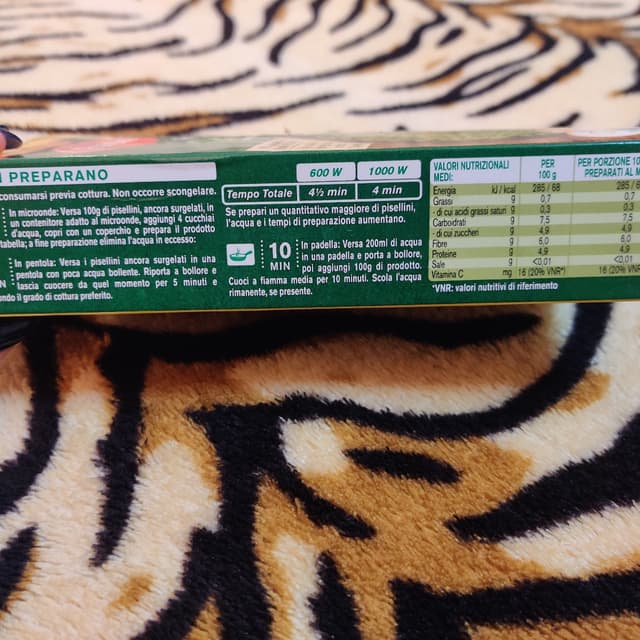 PREPARANO
consumarsi previa cottura. Non occorre scongelare.
In microonde: Versa 100g di pisellini, ancora surgelati, in
un contenitore adatto al microonde, aggiungi 4 cucchiai
d'acqua, copri con un coperchio e prepara il prodotto
tabella; a fine preparazione elimina l'acqua in eccesso:
In pentola: Versa i pisellini ancora surgelati in una
pentola con poca acqua bollente. Riporta a bollore e
lascia cuocere da quel momento per 5 minuti e
il grado di cottura preferito.
600 W 1000 W
Tempo Totale 4½ min 4 min
Se prepari un quantitativo maggiore di pisellini,
l'acqua e i tempi di preparazione aumentano.
10 MIN
In padella: Versa 200ml di acqua
in una padella e porta a bollore,
poi aggiungi 100g di prodotto.
Cuoci a fiamma media per 10 minuti. Scola l'acqua
rimanente, se presente.
VALORI NUTRIZIONALI MEDI: PER 100 g PER PORZIONE
PREPARATI AL
Energia kJ / kcal 285 / 68 285
Grassi g 0,7 0,7
- di cui acidi grassi saturi g 0,3 0,3
Carboidrati g 7,5 7,5
- di cui zuccheri g 4,9 4,9
Fibre g 6,0 6,0
Proteine g 4,9 4,9
Sale g <0,01 <0,01
Vitamina C mg 16 (20% VNR*) 16 (20% VNR
*VNR: valori nutritivi di riferimento